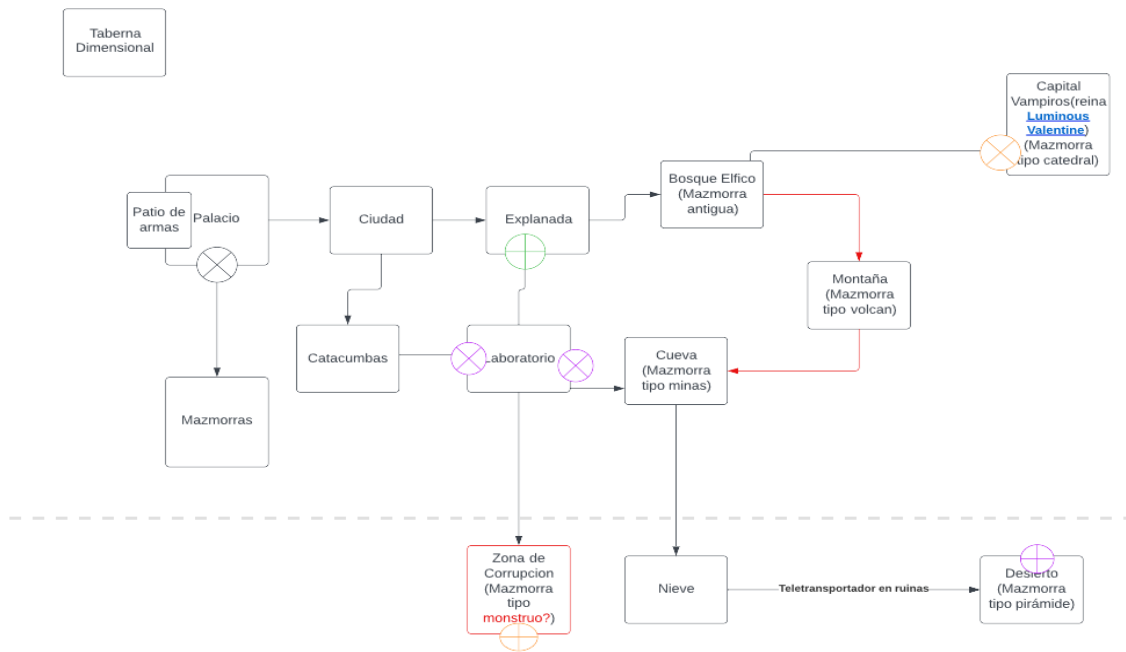 Taberna
Dimensional
Capital
Vampiros(reina
Luminous
Valentine)
(Mazmorra
tipo catedral)
Bosque Elfico
(Mazmorra
antigua)
Patio de
armas
Palacio
Ciudad
Explanada
Montaña
(Mazmorra
tipo volcan)
Catacumbas
Laboratorio
Cueva
(Mazmorra
tipo minas)
Mazmorras
Zona de
Corrupcion
(Mazmorra
tipo
monstruo?)
Nieve
Teletransportador en ruinas
Desierto
(Mazmorra
tipo pirámide)